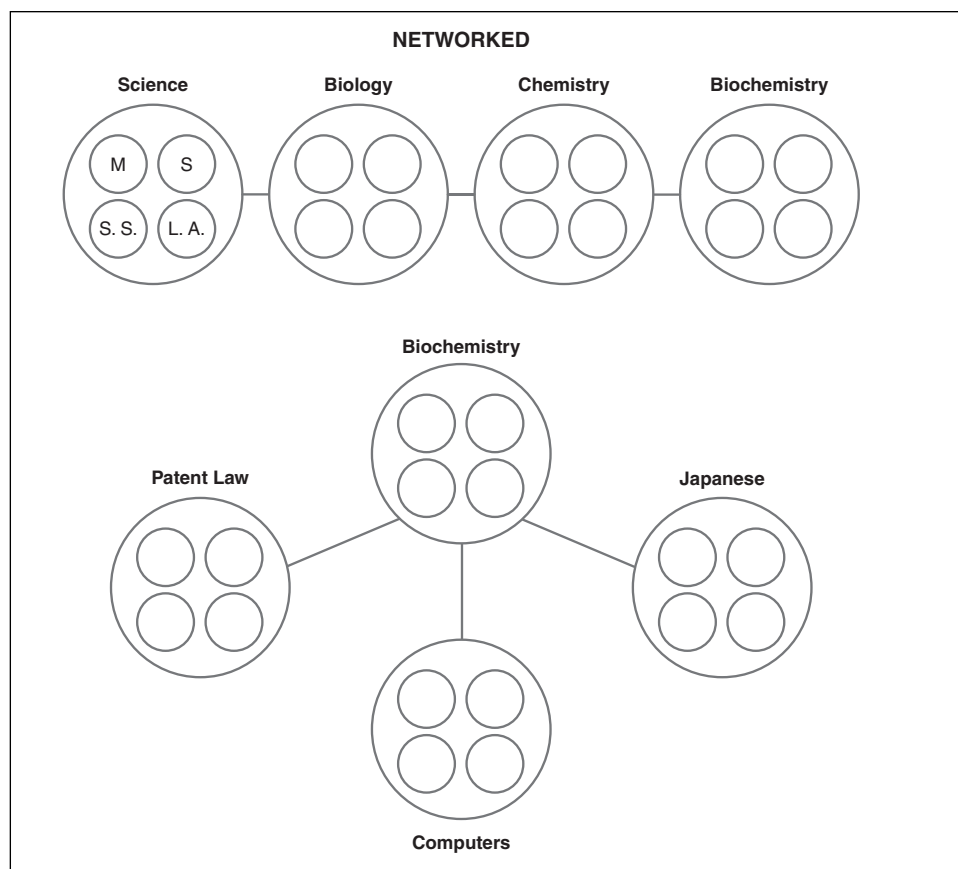 NETWORKED
Science Biology Chemistry Biochemistry
M S
S. S. L. A.
Biochemistry
Patent Law Japanese
Computers